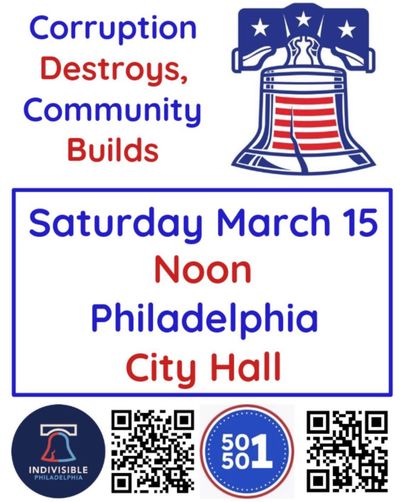 Corruption
Destroys,
Community
Builds
Saturday March 15
Noon
Philadelphia
City Hall
INDIVISIBLE
PHILADELPHIA
50
50
1